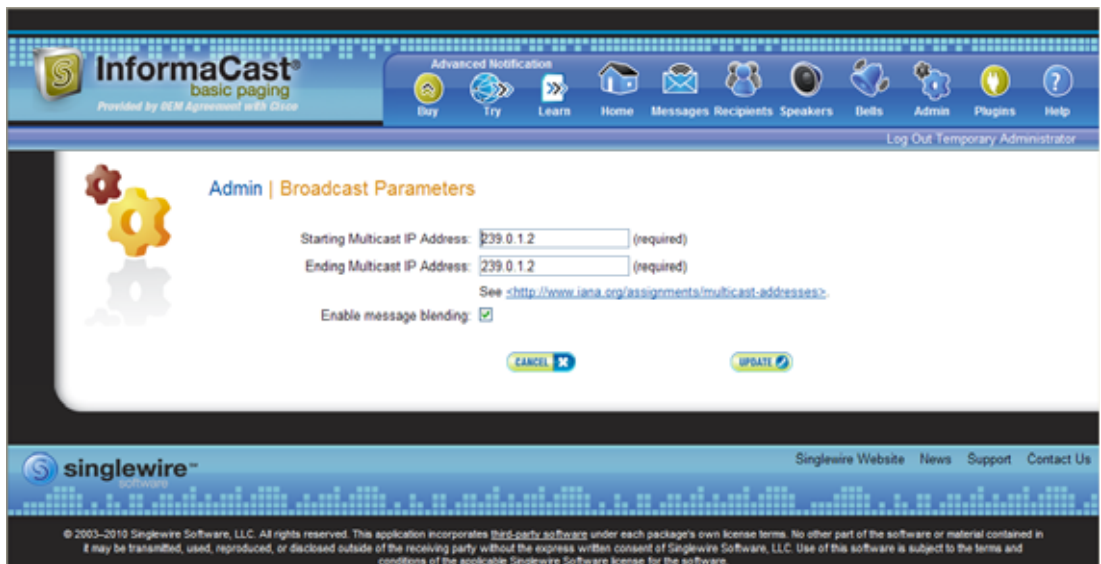 InformaCast®
basic paging
Provided by OEM Agreement with Cisco
Advanced Notification
Buy Try Learn Home Messages Recipients Speakers Bells Admin Plugins Help
Log Out Temporary Administrator
Admin | Broadcast Parameters
Starting Multicast IP Address: 239.0.1.2 (required)
Ending Multicast IP Address: 239.0.1.2 (required)
See <http://www.iana.org/assignments/multicast-addresses>.
Enable message blending:
CANCEL UPDATE
singlewire™
software
Singlewire Website News Support Contact Us
© 2003–2010 Singlewire Software, LLC. All rights reserved. This application incorporates third-party software under each package's own license terms. No other part of the software or material contained in
it may be transmitted, used, reproduced, or disclosed outside of the receiving party without the express written consent of Singlewire Software, LLC. Use of this software is subject to the terms and
conditions of the applicable Singlewire Software license for the software.